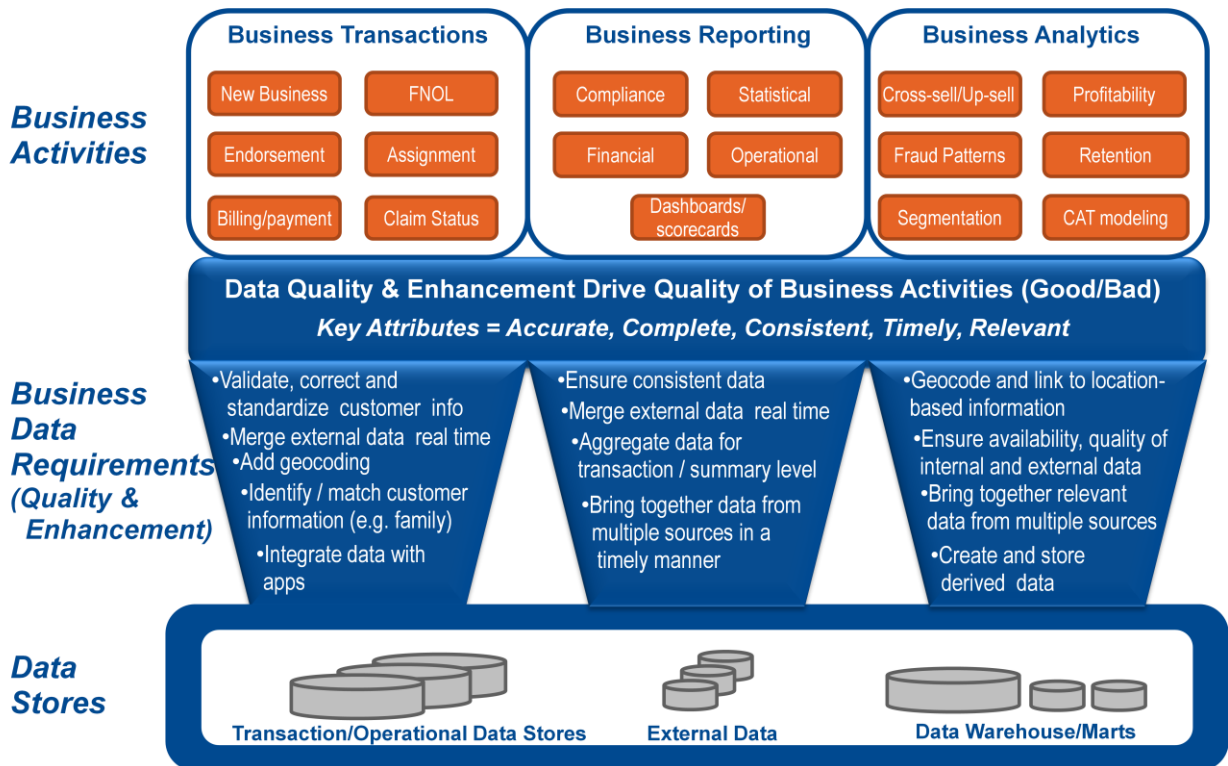 Business Activities
Business Transactions
New Business
FNOL
Endorsement
Assignment
Billing/payment
Claim Status
Business Reporting
Compliance
Statistical
Financial
Operational
Dashboards/
scorecards
Business Analytics
Cross-sell/Up-sell
Profitability
Fraud Patterns
Retention
Segmentation
CAT modeling
Data Quality & Enhancement Drive Quality of Business Activities (Good/Bad)
Key Attributes = Accurate, Complete, Consistent, Timely, Relevant
Business
Data
Requirements
(Quality &
Enhancement)
•Validate, correct and
standardize customer info
•Merge external data real time
•Add geocoding
•Identify / match customer
information (e.g. family)
•Integrate data with
apps
•Ensure consistent data
•Merge external data real time
•Aggregate data for
transaction / summary level
•Bring together data from
multiple sources in a
timely manner
•Geocode and link to location-
based information
•Ensure availability, quality of
internal and external data
•Bring together relevant
data from multiple sources
•Create and store
derived data
Data
Stores
Transaction/Operational Data Stores
External Data
Data Warehouse/Marts